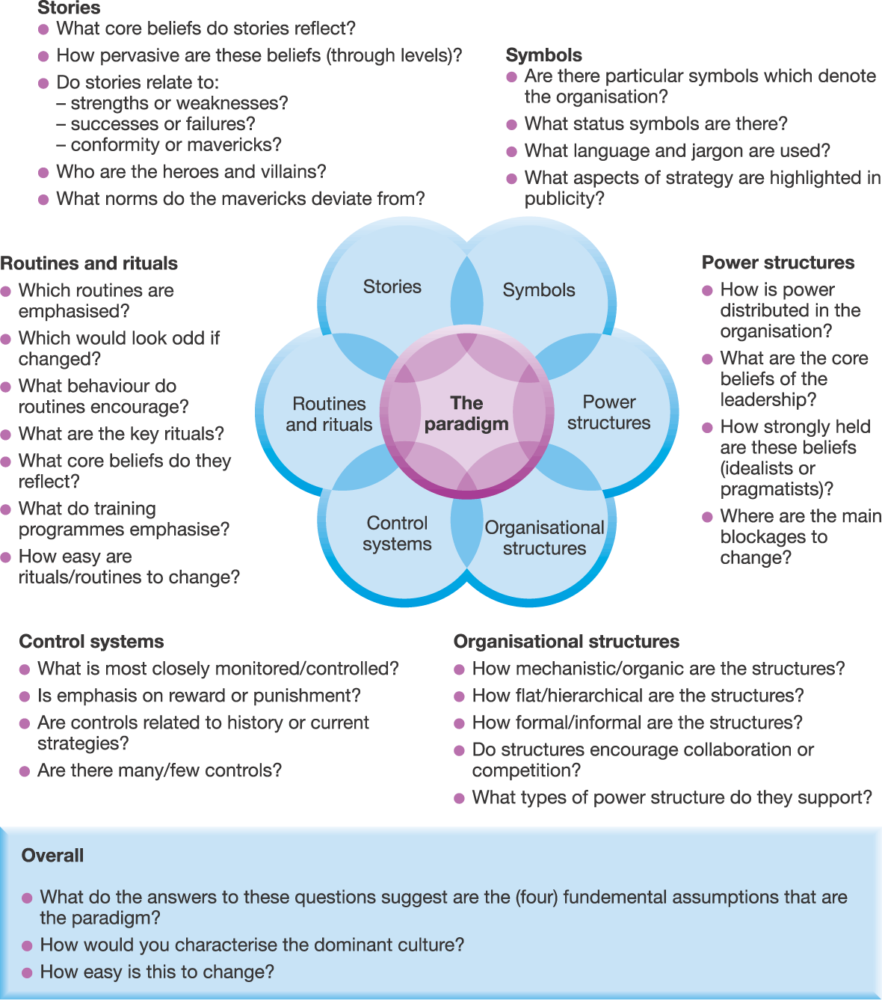 Stories
● What core beliefs do stories reflect?
● How pervasive are these beliefs (through levels)?
● Do stories relate to:
– strengths or weaknesses?
– successes or failures?
– conformity or mavericks?
● Who are the heroes and villains?
● What norms do the mavericks deviate from?
Symbols
● Are there particular symbols which denote
the organisation?
● What status symbols are there?
● What language and jargon are used?
● What aspects of strategy are highlighted in
publicity?
Routines and rituals
● Which routines are
emphasised?
● Which would look odd if
changed?
● What behaviour do
routines encourage?
● What are the key rituals?
● What core beliefs do they
reflect?
● What do training
programmes emphasise?
● How easy are
rituals/routines to change?
Stories
Symbols
Routines
and rituals
The
paradigm
Power
structures
Control
systems
Organisational
structures
Power structures
● How is power
distributed in the
organisation?
● What are the core
beliefs of the
leadership?
● How strongly held
are these beliefs
(idealists or
pragmatists)?
● Where are the main
blockages to
change?
Control systems
● What is most closely monitored/controlled?
● Is emphasis on reward or punishment?
● Are controls related to history or current
strategies?
● Are there many/few controls?
Organisational structures
● How mechanistic/organic are the structures?
● How flat/hierarchical are the structures?
● How formal/informal are the structures?
● Do structures encourage collaboration or
competition?
● What types of power structure do they support?
Overall
● What do the answers to these questions suggest are the (four) fundemental assumptions that are
the paradigm?
● How would you characterise the dominant culture?
● How easy is this to change?